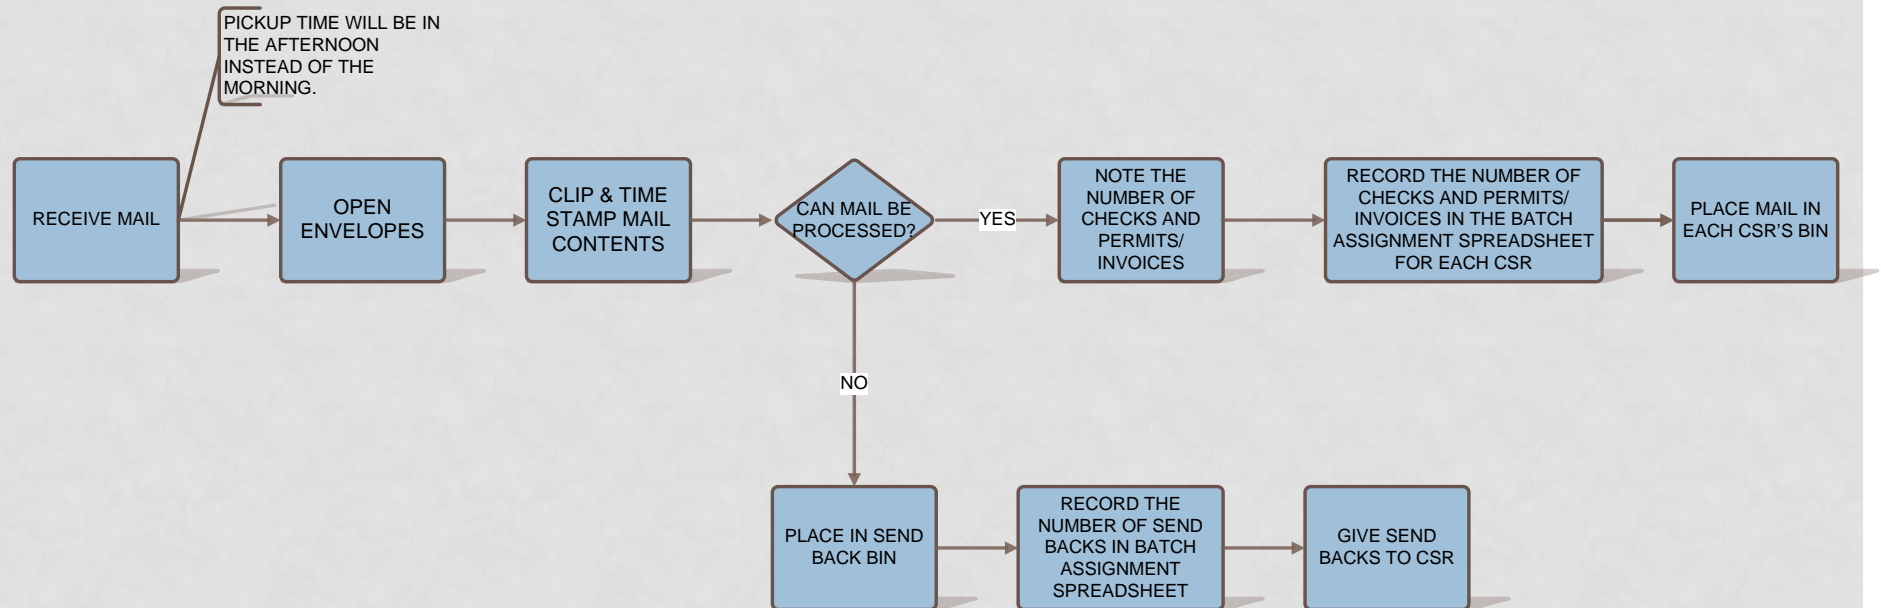 PICKUP TIME WILL BE IN
THE AFTERNOON
INSTEAD OF THE
MORNING.
RECEIVE MAIL
OPEN
ENVELOPES
CLIP & TIME
STAMP MAIL
CONTENTS
CAN MAIL BE
PROCESSED?
YES
NOTE THE
NUMBER OF
CHECKS AND
PERMITS/
INVOICES
RECORD THE NUMBER OF
CHECKS AND PERMITS/
INVOICES IN THE BATCH
ASSIGNMENT SPREADSHEET
FOR EACH CSR
PLACE MAIL IN
EACH CSR'S BIN
NO
PLACE IN SEND
BACK BIN
RECORD THE
NUMBER OF SEND
BACKS IN BATCH
ASSIGNMENT
SPREADSHEET
GIVE SEND
BACKS TO CSR